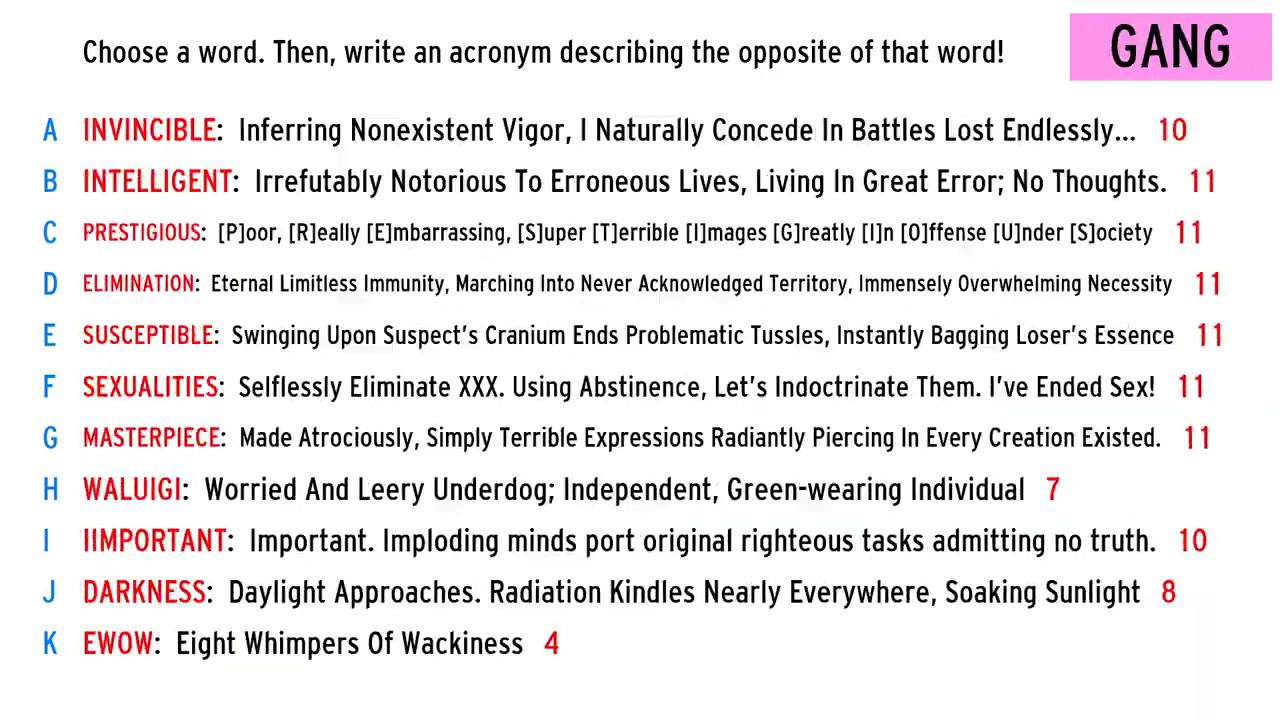 Choose a word. Then, write an acronym describing the opposite of that word!
GANG
A INVINCIBLE: Inferring Nonexistent Vigor, I Naturally Concede In Battles Lost Endlessly... 10
B INTELLIGENT: Irrefutably Notorious To Erroneous Lives, Living In Great Error; No Thoughts. 11
C PRESTIGIOUS: [P]oor, [R]eally [E]mbarrassing, [S]uper [T]errible [I]mages [G]reatly [I]n [O]ffense [U]nder [S]ociety 11
D ELIMINATION: Eternal Limitless Immunity, Marching Into Never Acknowledged Territory, Immensely Overwhelming Necessity 11
E SUSCEPTIBLE: Swinging Upon Suspect's Cranium Ends Problematic Tussles, Instantly Bagging Loser's Essence 11
F SEXUALITIES: Selflessly Eliminate XXX. Using Abstinence, Let's Indoctrinate Them. I've Ended Sex! 11
G MASTERPIECE: Made Atrociously, Simply Terrible Expressions Radiantly Piercing In Every Creation Existed. 11
H WALUIGI: Worried And Leery Underdog; Independent, Green-wearing Individual 7
I IIMPORTANT: Important. Imploding minds port original righteous tasks admitting no truth. 10
J DARKNESS: Daylight Approaches. Radiation Kindles Nearly Everywhere, Soaking Sunlight 8
K EWOW: Eight Whimpers Of Wackiness 4